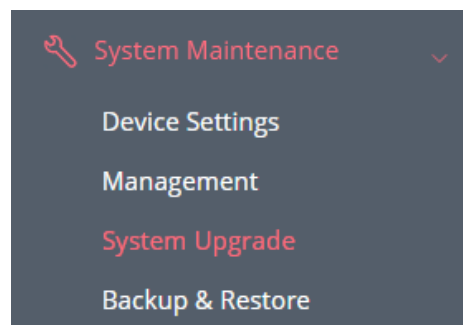 System Maintenance
Device Settings
Management
System Upgrade
Backup & Restore